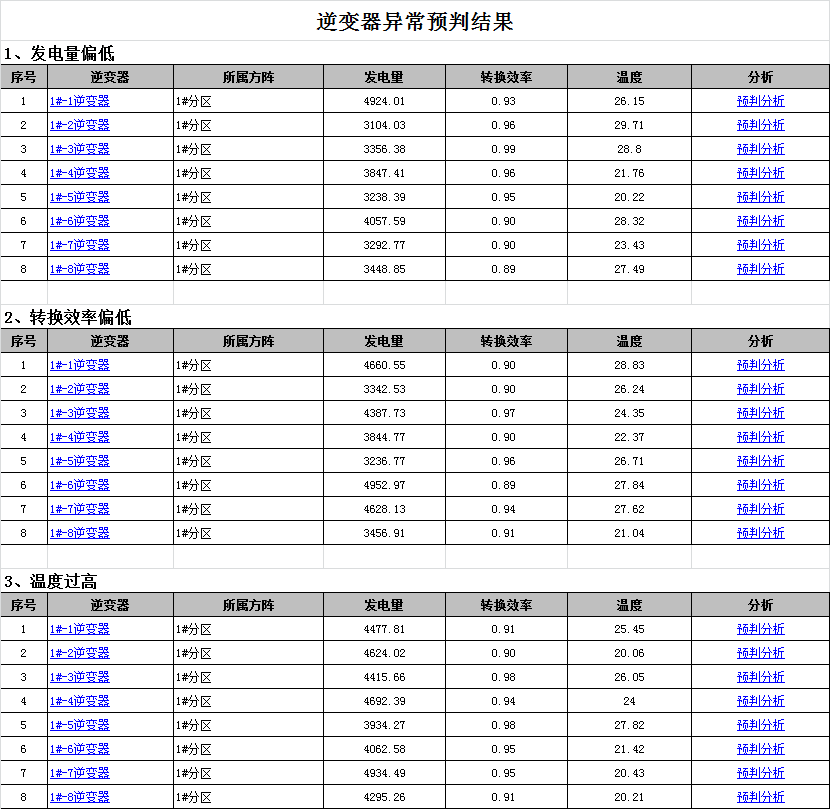 逆变器异常预判结果
1、发电量偏低
序号 逆变器 所属方阵 发电量 转换效率 温度 分析
1 1#-1逆变器 1#分区 4924.01 0.93 26.15 预判分析
2 1#-2逆变器 1#分区 3104.03 0.96 29.71 预判分析
3 1#-3逆变器 1#分区 3356.38 0.99 28.8 预判分析
4 1#-4逆变器 1#分区 3847.41 0.96 21.76 预判分析
5 1#-5逆变器 1#分区 3238.39 0.95 20.22 预判分析
6 1#-6逆变器 1#分区 4057.59 0.90 28.32 预判分析
7 1#-7逆变器 1#分区 3292.77 0.90 23.43 预判分析
8 1#-8逆变器 1#分区 3448.85 0.89 27.49 预判分析
2、转换效率偏低
序号 逆变器 所属方阵 发电量 转换效率 温度 分析
1 1#-1逆变器 1#分区 4660.55 0.90 28.83 预判分析
2 1#-2逆变器 1#分区 3342.53 0.90 26.24 预判分析
3 1#-3逆变器 1#分区 4387.73 0.97 24.35 预判分析
4 1#-4逆变器 1#分区 3844.77 0.90 22.37 预判分析
5 1#-5逆变器 1#分区 3236.77 0.96 26.71 预判分析
6 1#-6逆变器 1#分区 4952.97 0.89 27.84 预判分析
7 1#-7逆变器 1#分区 4628.13 0.94 27.62 预判分析
8 1#-8逆变器 1#分区 3456.91 0.91 21.04 预判分析
3、温度过高
序号 逆变器 所属方阵 发电量 转换效率 温度 分析
1 1#-1逆变器 1#分区 4477.81 0.91 25.45 预判分析
2 1#-2逆变器 1#分区 4624.02 0.90 20.06 预判分析
3 1#-3逆变器 1#分区 4415.66 0.98 26.05 预判分析
4 1#-4逆变器 1#分区 4692.39 0.94 24 预判分析
5 1#-5逆变器 1#分区 3934.27 0.98 27.82 预判分析
6 1#-6逆变器 1#分区 4062.58 0.95 21.42 预判分析
7 1#-7逆变器 1#分区 4934.49 0.95 20.43 预判分析
8 1#-8逆变器 1#分区 4295.26 0.91 20.21 预判分析